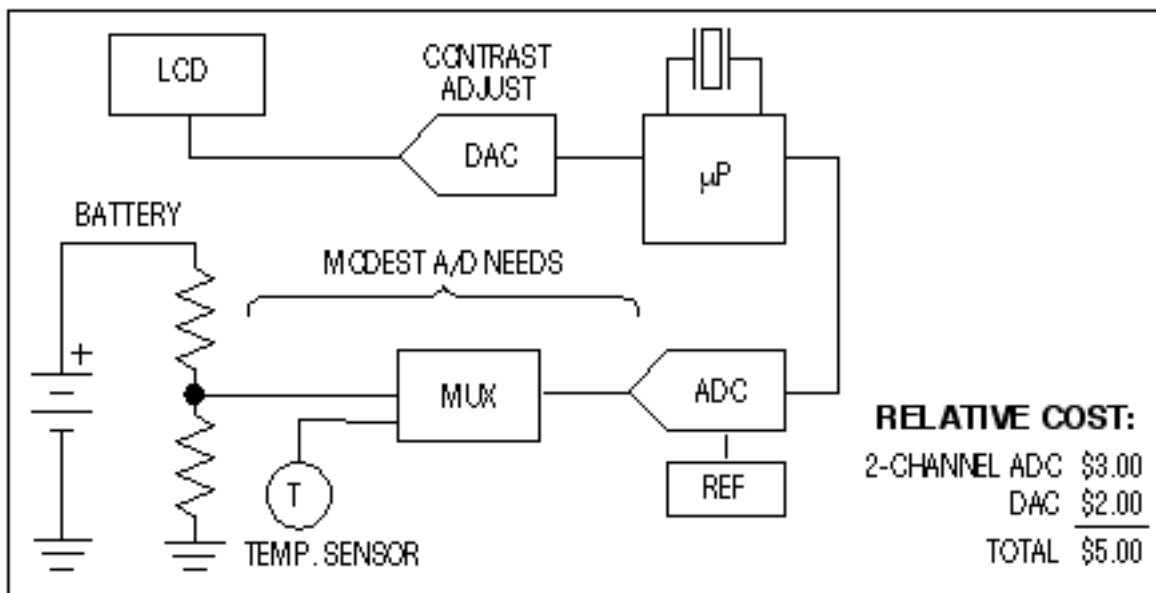 LCD
CONTRAST
ADJUST
DAC
µP
BATTERY
MODEST A/D NEEDS
+
MUX
ADC
REF
T
TEMP. SENSOR
RELATIVE COST:
2-CHANNEL ADC $3.00
DAC $2.00
TOTAL $5.00